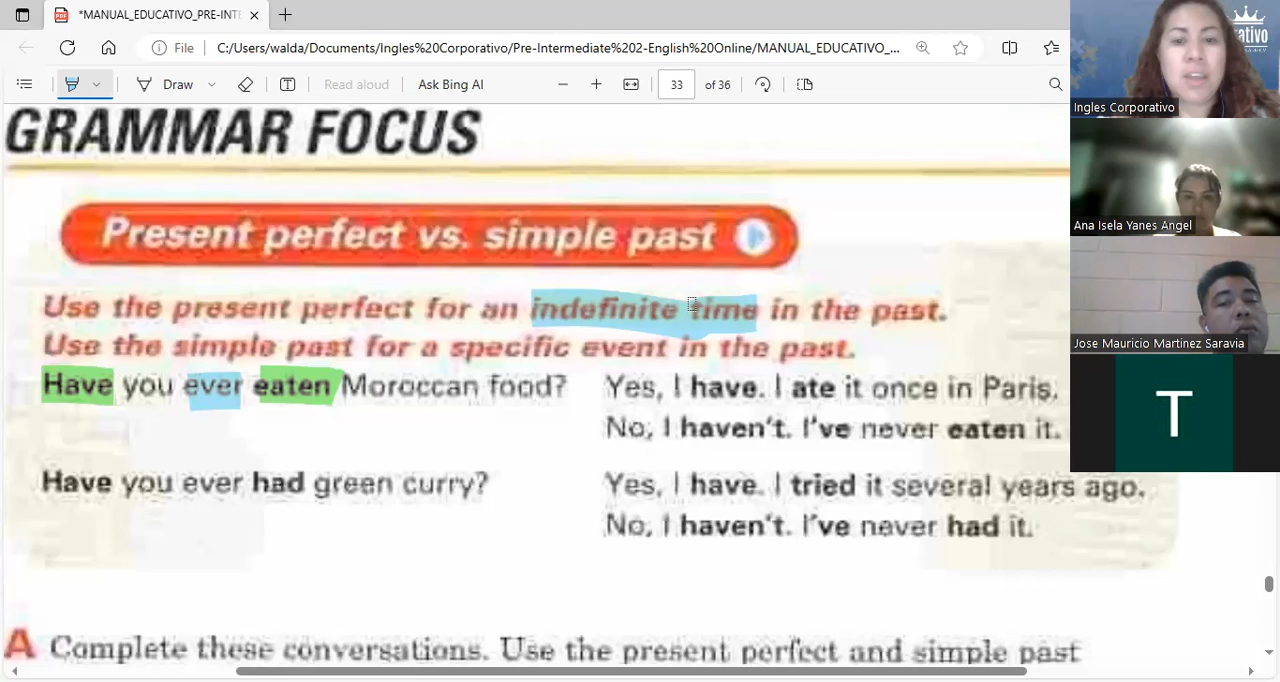 *MANUAL_EDUCATIVO_PRE-INTE
File
C:/Users/walda/Documents/Ingles%20Corporativo/Pre-Intermediate%202-English%20Online/MANUAL_EDUCATIVO_...
Draw
Read aloud
Ask Bing AI
33
of 36
GRAMMAR FOCUS
Present perfect vs. simple past
Use the present perfect for an indefinite time in the past.
Use the simple past for a specific event in the past.
Have you ever eaten Moroccan food?
Yes, I have. I ate it once in Paris.
No, I haven't. I've never eaten it.
Have you ever had green curry?
Yes, I have. I tried it several years ago.
No, I haven't. I've never had it.
A Complete these conversations. Use the present perfect and simple past
Ingles Corporativo
Ana Isela Yanes Angel
Jose Mauricio Martinez Saravia
T